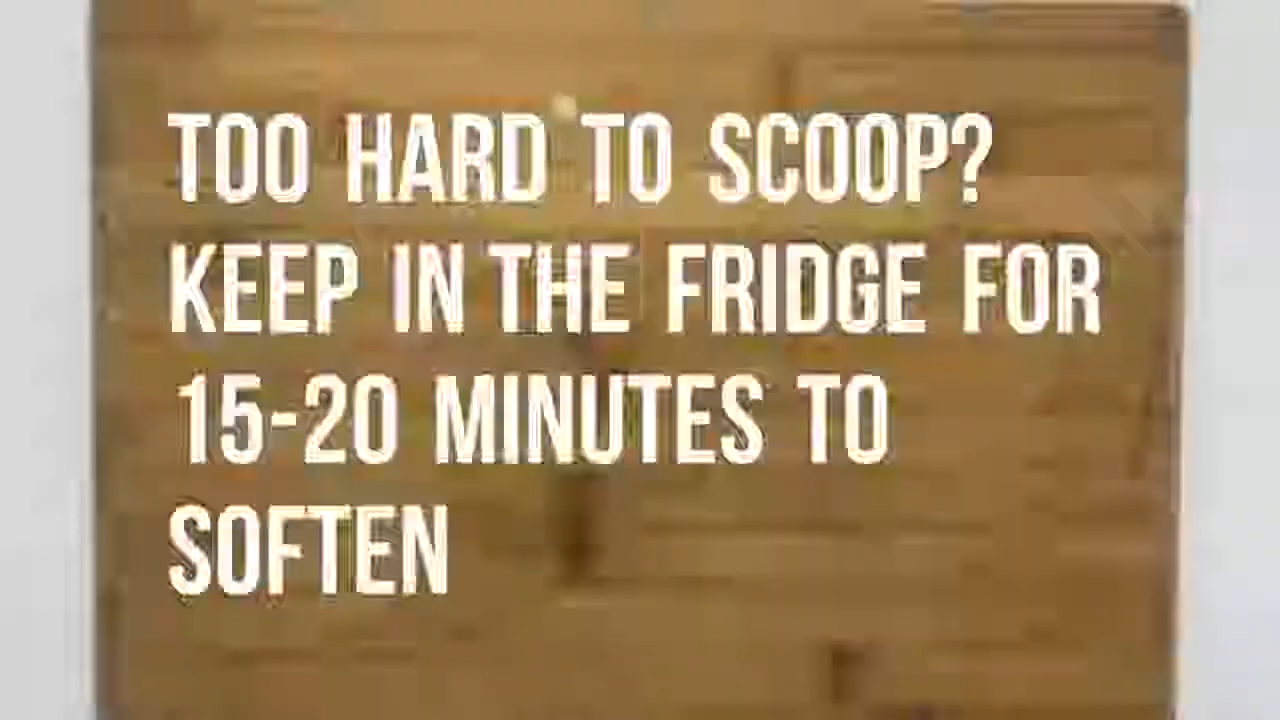 TOO HARD TO SCOOP?
KEEP IN THE FRIDGE FOR
15-20 MINUTES TO
SOFTEN